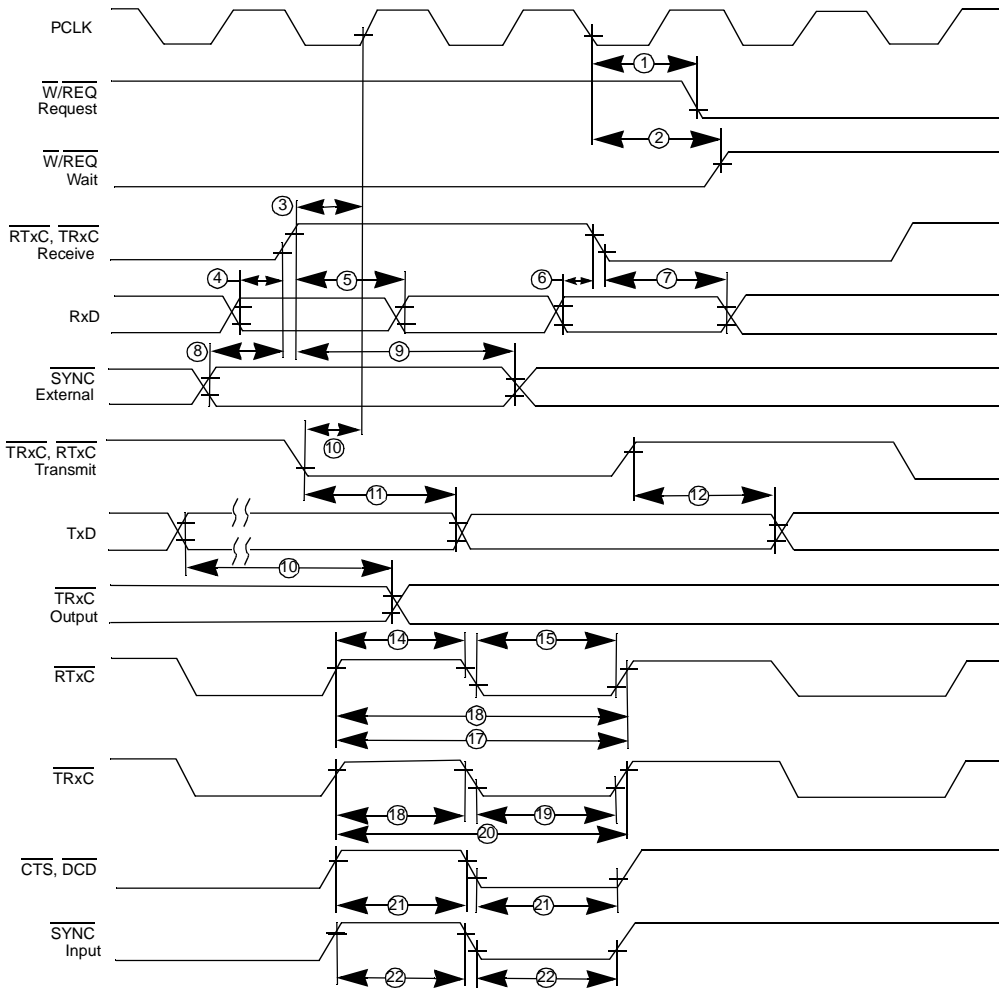 PCLK
①
W/REQ
Request
②
W/REQ
Wait
③
RTxC, TRxC
Receive
④
⑤
⑥
⑦
RxD
⑧
⑨
SYNC
External
⑩
TRxC, RTxC
Transmit
⑪
⑫
TxD
⑩
TRxC
Output
⑭
⑮
RTxC
⑱
⑰
TRxC
⑱
⑲
⑳
CTS, DCD
㉑
㉑
SYNC
Input
㉒
㉒